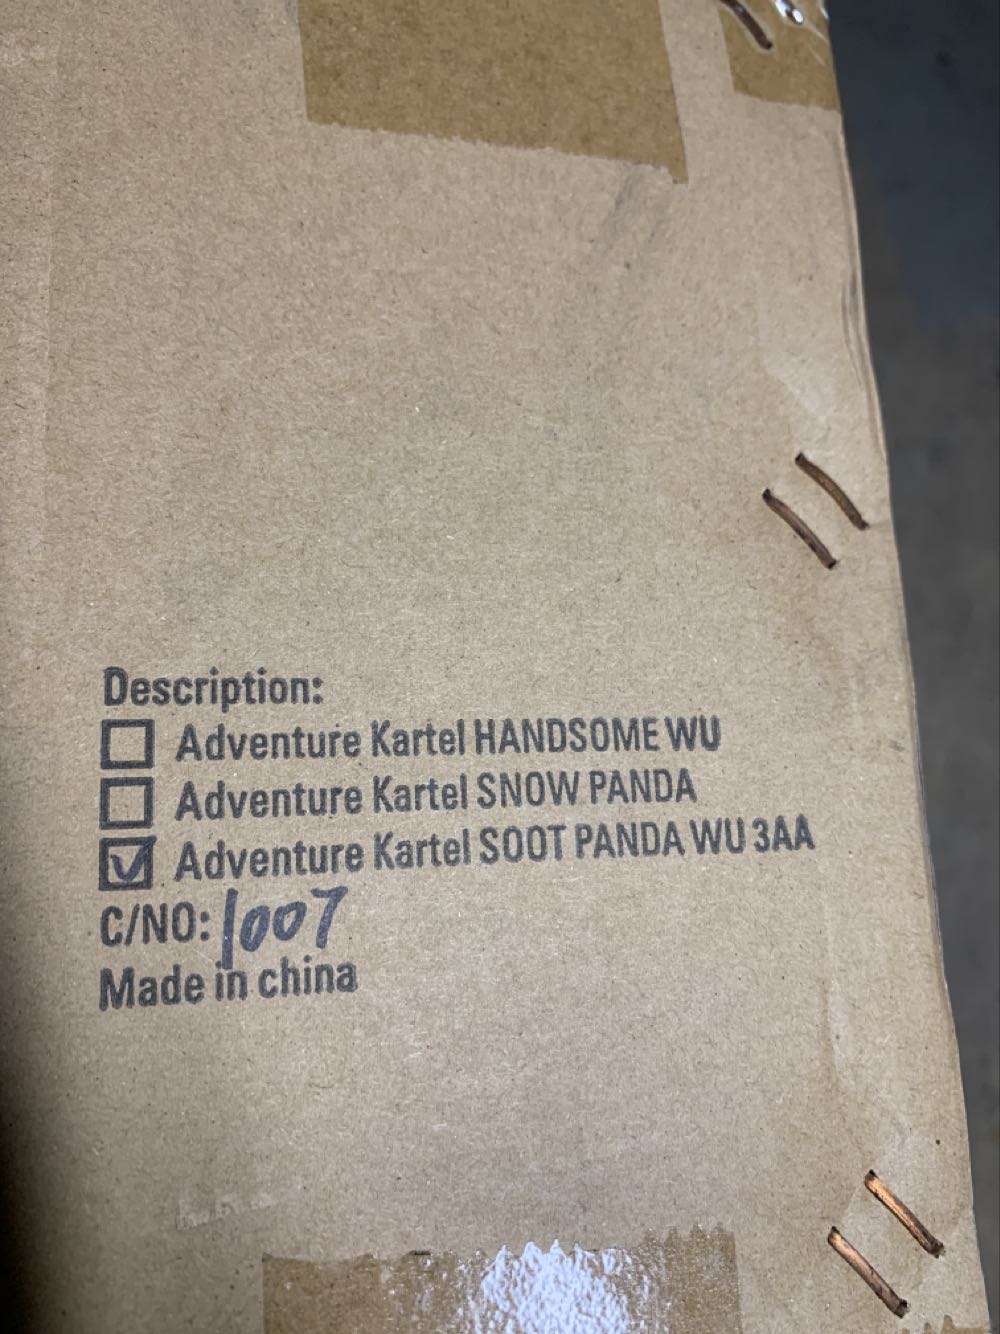 Description:
Adventure Kartel HANDSOME WU
Adventure Kartel SNOW PANDA
Adventure Kartel SOOT PANDA WU 3AA
C/NO: 1007
Made in china